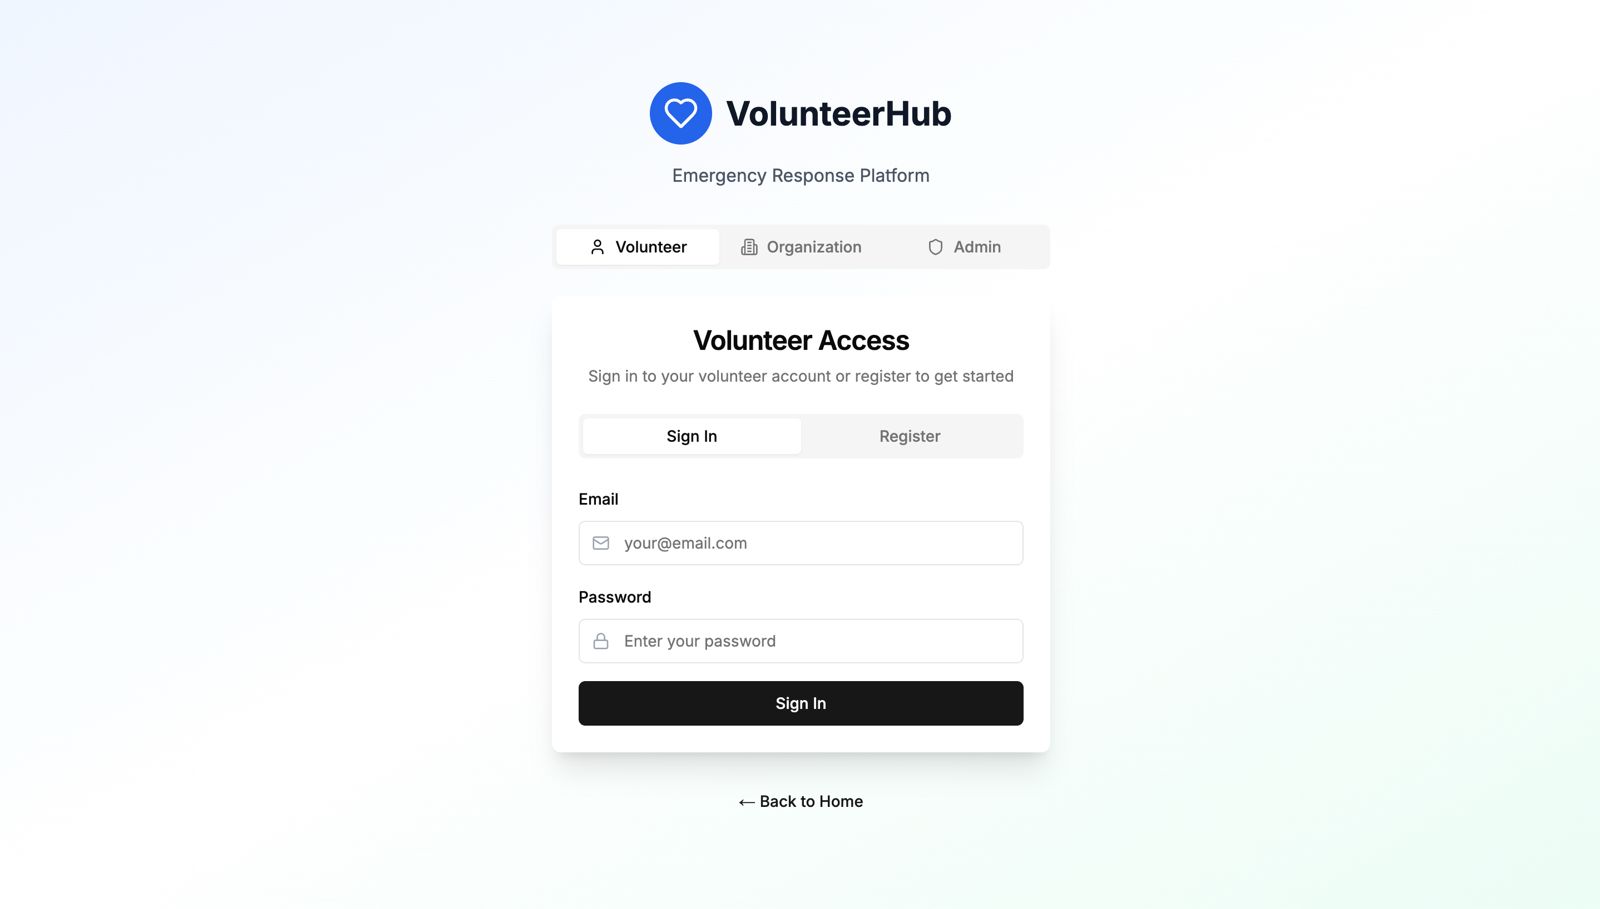 VolunteerHub
Emergency Response Platform
Volunteer Organization Admin
Volunteer Access
Sign in to your volunteer account or register to get started
Sign In Register
Email
your@email.com
Password
Enter your password
Sign In
← Back to Home